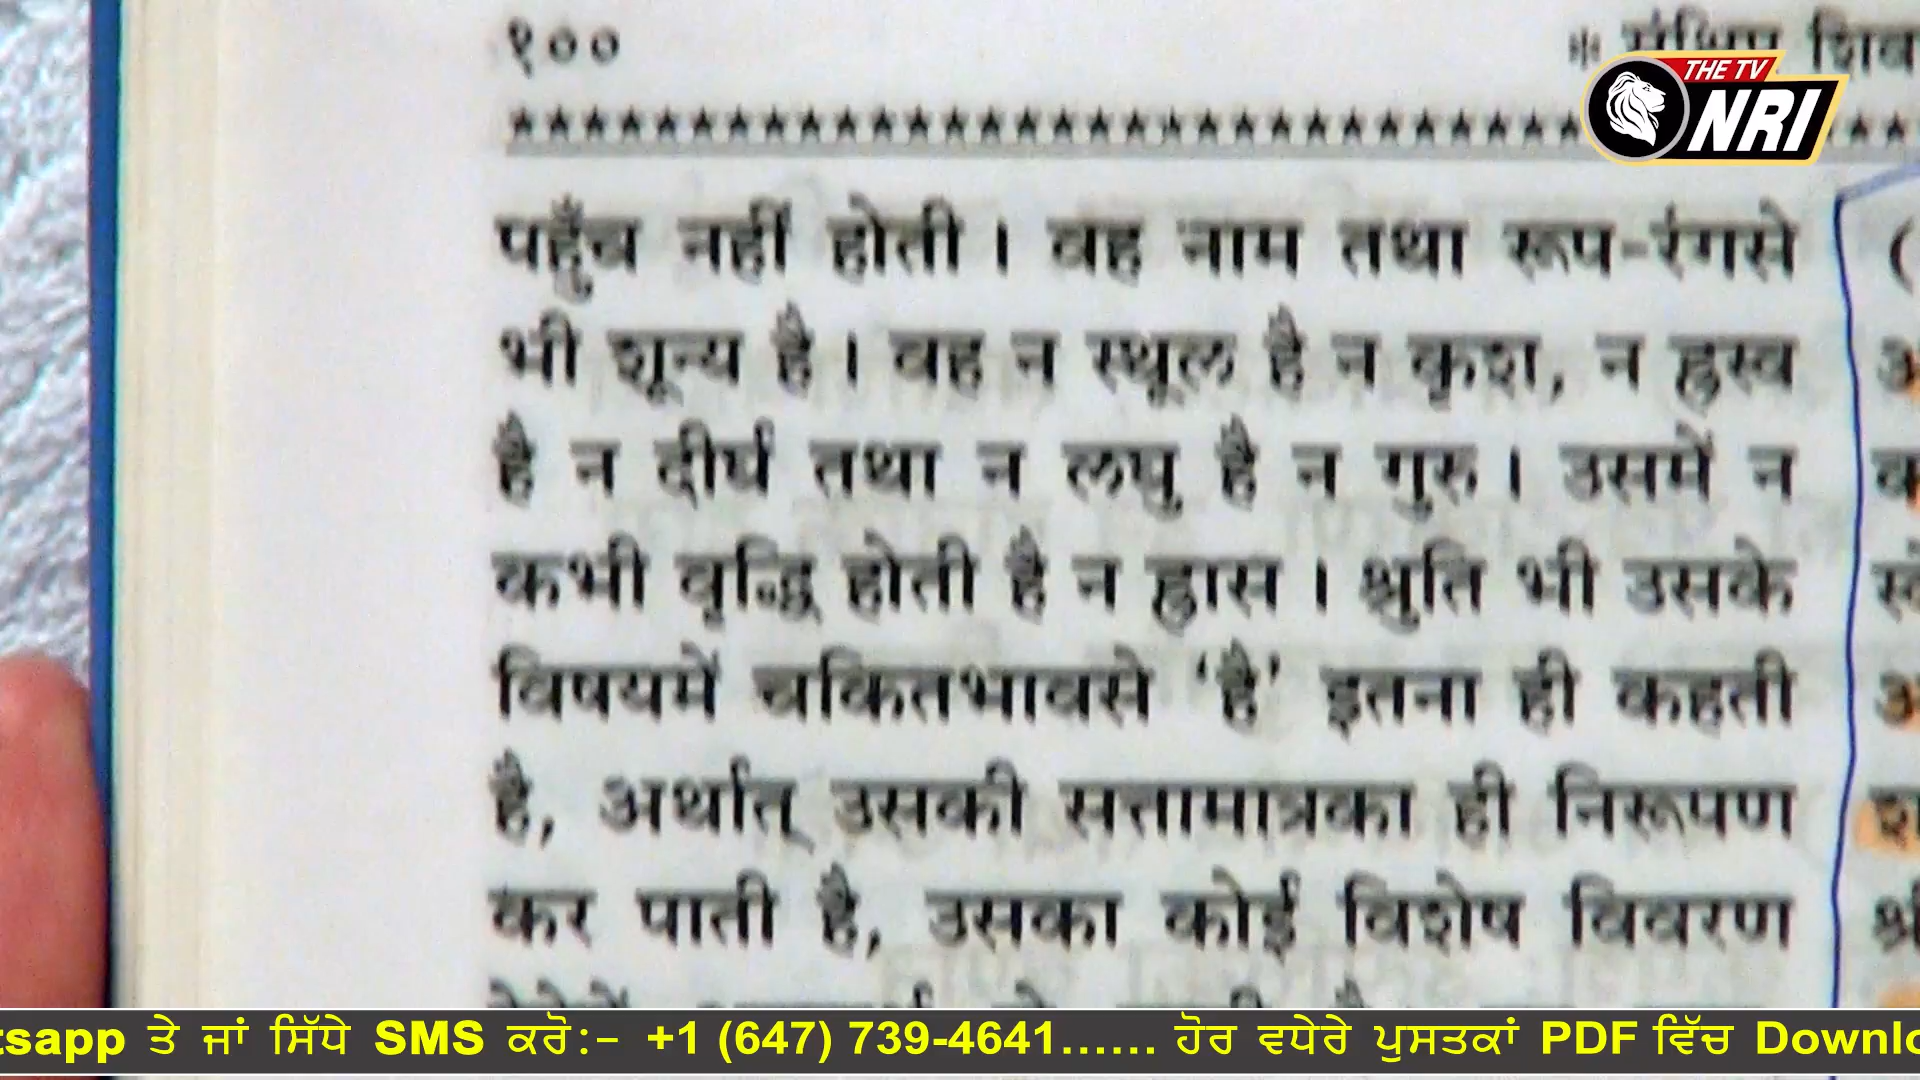 १००
* संक्षिप्त शिव
THE TV
NRI
पहुँच नहीं होती। वह नाम तथा रूप-रंगसे
भी शून्य है। वह न स्थूल है न कृश, न ह्रस्व
है न दीर्घ तथा न लघु है न गुरु। उसमें न
कभी वृद्धि होती है न ह्रास। श्रुति भी उसके
विषयमें चकितभावसे ‘है’ इतना ही कहती
है, अर्थात् उसकी सत्तामात्रका ही निरूपण
कर पाती है, उसका कोई विशेष विवरण
tsapp ਤੇ ਜਾਂ ਸਿੱਧੇ SMS ਕਰੋ:- +1 (647) 739-4641...... ਹੋਰ ਵਧੇਰੇ ਪੁਸਤਕਾਂ PDF ਵਿੱਚ Downlo